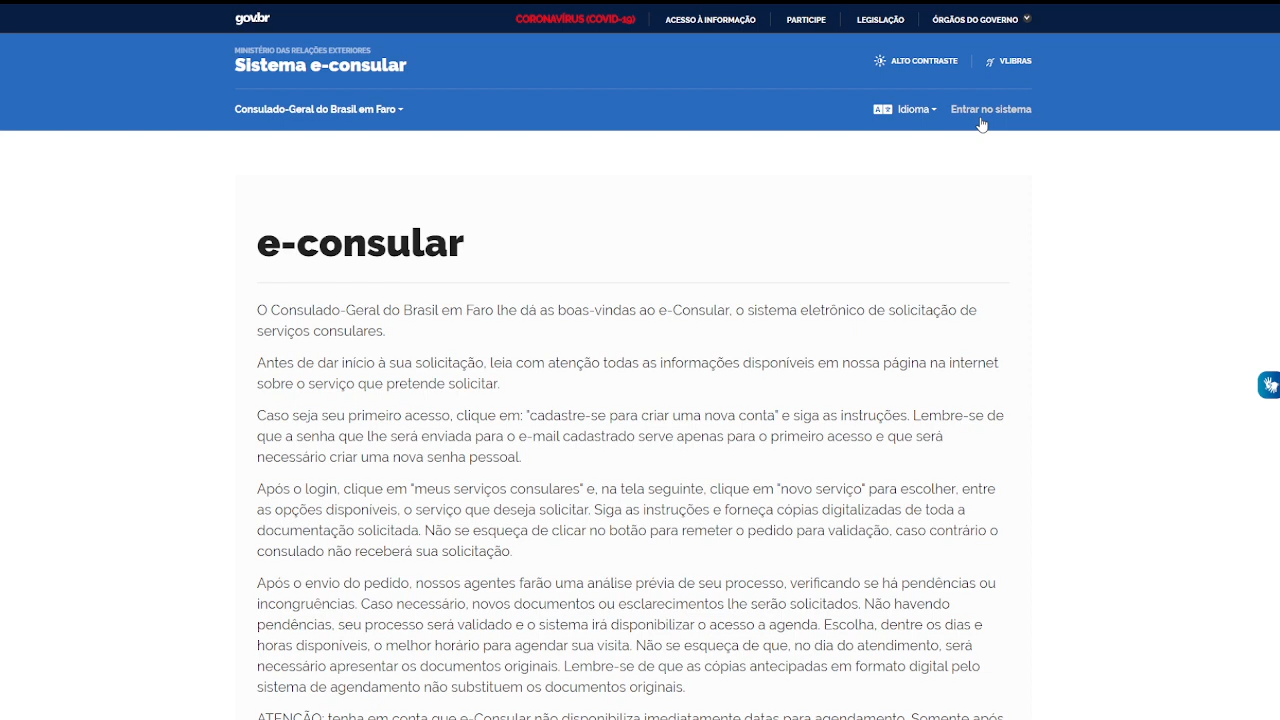 gov.br
CORONAVÍRUS (COVID-19)
ACESSO À INFORMAÇÃO
PARTICIPE
LEGISLAÇÃO
ÓRGÃOS DO GOVERNO
MINISTÉRIO DAS RELAÇÕES EXTERIORES
Sistema e-consular
ALTO CONTRASTE
VLIBRAS
Consulado-Geral do Brasil em Faro
Idioma
Entrar no sistema
e-consular
O Consulado-Geral do Brasil em Faro lhe dá as boas-vindas ao e-Consular, o sistema eletrônico de solicitação de
serviços consulares.
Antes de dar início à sua solicitação, leia com atenção todas as informações disponíveis em nossa página na internet
sobre o serviço que pretende solicitar.
Caso seja seu primeiro acesso, clique em: "cadastre-se para criar uma nova conta" e siga as instruções. Lembre-se de
que a senha que lhe será enviada para o e-mail cadastrado serve apenas para o primeiro acesso e que será
necessário criar uma nova senha pessoal.
Após o login, clique em "meus serviços consulares" e, na tela seguinte, clique em "novo serviço" para escolher, entre
as opções disponíveis, o serviço que deseja solicitar. Siga as instruções e forneça cópias digitalizadas de toda a
documentação solicitada. Não se esqueça de clicar no botão para remeter o pedido para validação, caso contrário o
consulado não receberá sua solicitação.
Após o envio do pedido, nossos agentes farão uma análise prévia de seu processo, verificando se há pendências ou
incongruências. Caso necessário, novos documentos ou esclarecimentos lhe serão solicitados. Não havendo
pendências, seu processo será validado e o sistema irá disponibilizar o acesso a agenda. Escolha, dentre os dias e
horas disponíveis, o melhor horário para agendar sua visita. Não se esqueça de que, no dia do atendimento, será
necessário apresentar os documentos originais. Lembre-se de que as cópias antecipadas em formato digital pelo
sistema de agendamento não substituem os documentos originais.
ATENÇÃO: tenha em conta que e-Consular não disponibiliza imediatamente datas para agendamento. Somente após